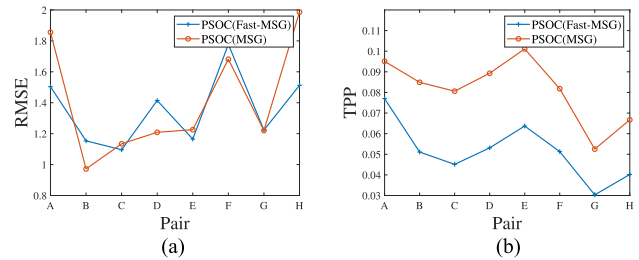 2
1.8
1.6
1.4
1.2
1
0.8
RMSE
PSOC(Fast-MSG)
PSOC(MSG)
A B C D E F G H
Pair
(a)
0.11
0.1
0.09
0.08
0.07
0.06
0.05
0.04
0.03
TPP
PSOC(Fast-MSG)
PSOC(MSG)
A B C D E F G H
Pair
(b)